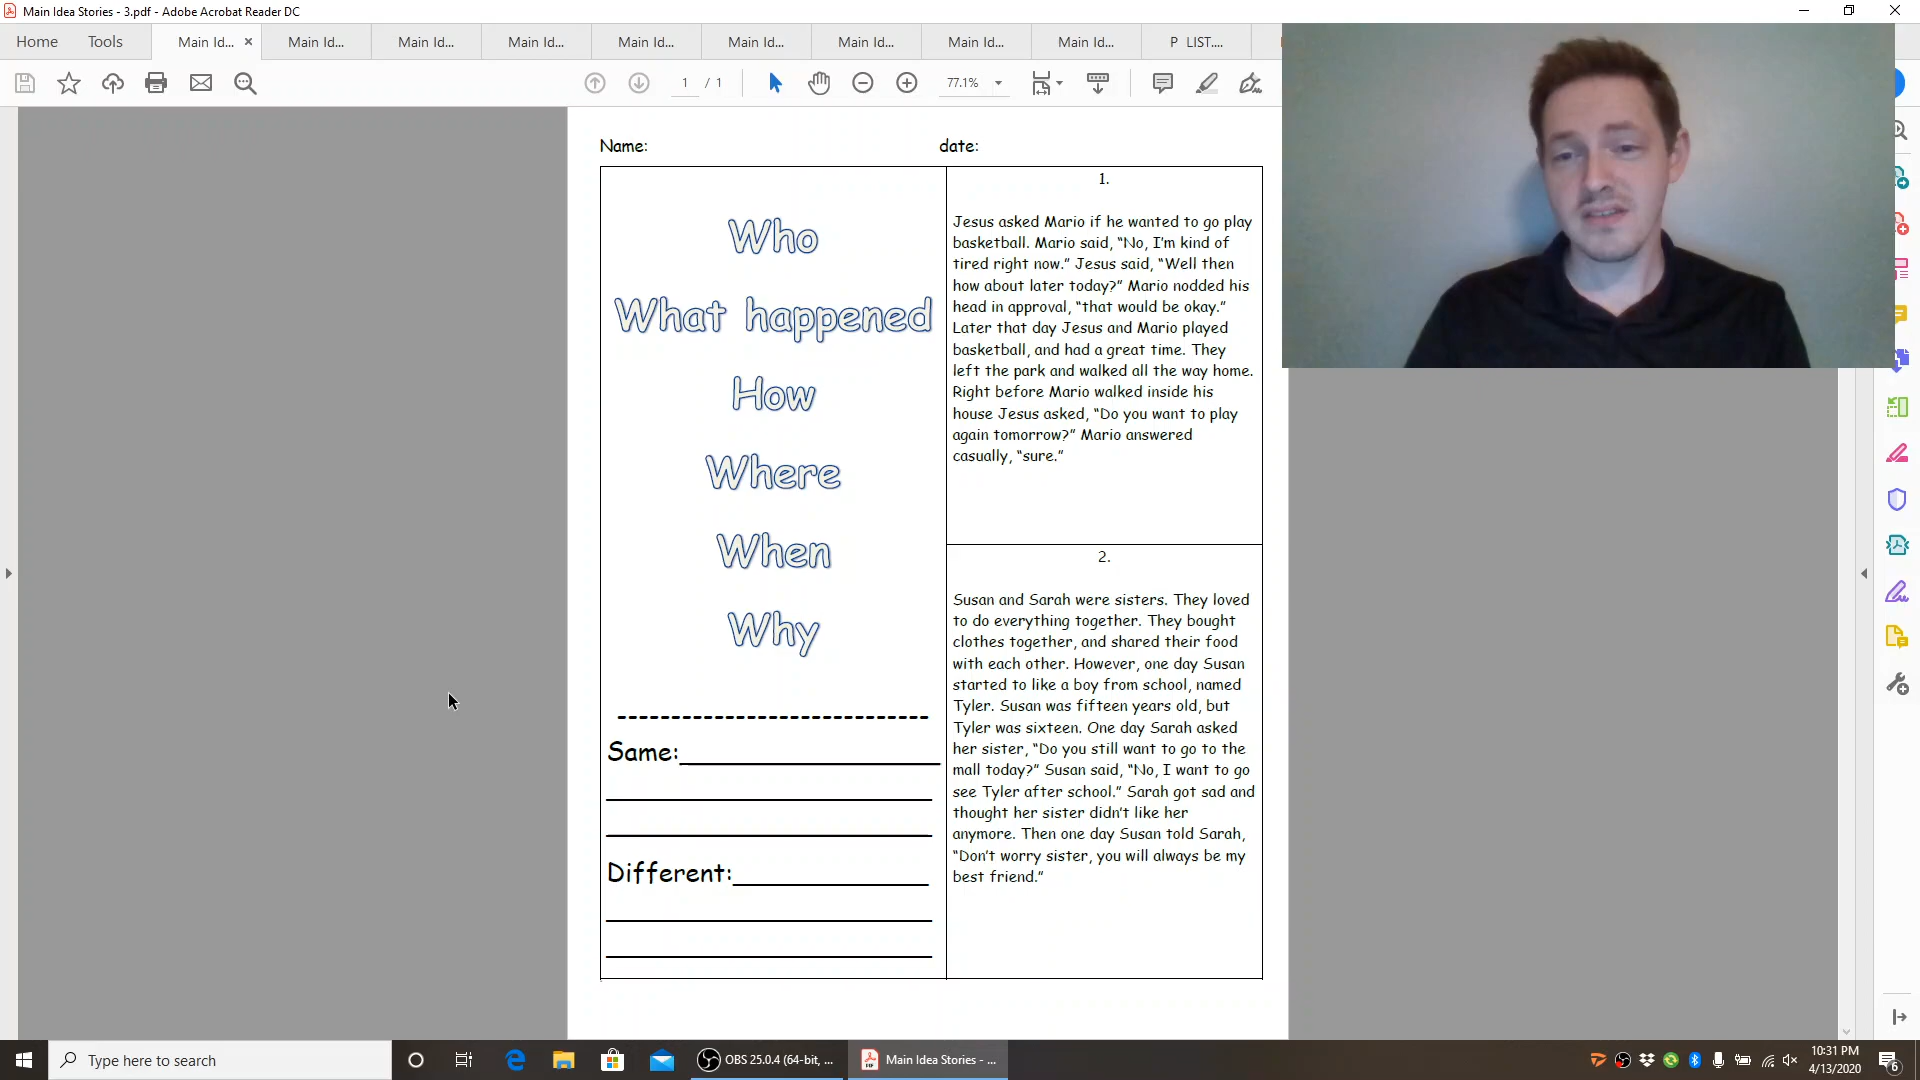 Main Idea Stories - 3.pdf - Adobe Acrobat Reader DC
Home Tools Main Id... Main Id... Main Id... Main Id... Main Id... Main Id... Main Id... Main Id... Main Id... P LIST....
1 / 1 77.1%
Name: date:
Who
What happened
How
Where
When
Why
Same:
Different:
1.
Jesus asked Mario if he wanted to go play
basketball. Mario said, “No, I’m kind of
tired right now.” Jesus said, “Well then
how about later today?” Mario nodded his
head in approval, “that would be okay.”
Later that day Jesus and Mario played
basketball, and had a great time. They
left the park and walked all the way home.
Right before Mario walked inside his
house Jesus asked, “Do you want to play
again tomorrow?” Mario answered
casually, “sure.”
2.
Susan and Sarah were sisters. They loved
to do everything together. They bought
clothes together, and shared their food
with each other. However, one day Susan
started to like a boy from school, named
Tyler. Susan was fifteen years old, but
Tyler was sixteen. One day Sarah asked
her sister, “Do you still want to go to the
mall today?” Susan said, “No, I want to go
see Tyler after school.” Sarah got sad and
thought her sister didn’t like her
anymore. Then one day Susan told Sarah,
“Don’t worry sister, you will always be my
best friend.”
Type here to search
OBS 25.0.4 (64-bit, ...
Main Idea Stories - ...
10:31 PM
4/13/2020
6